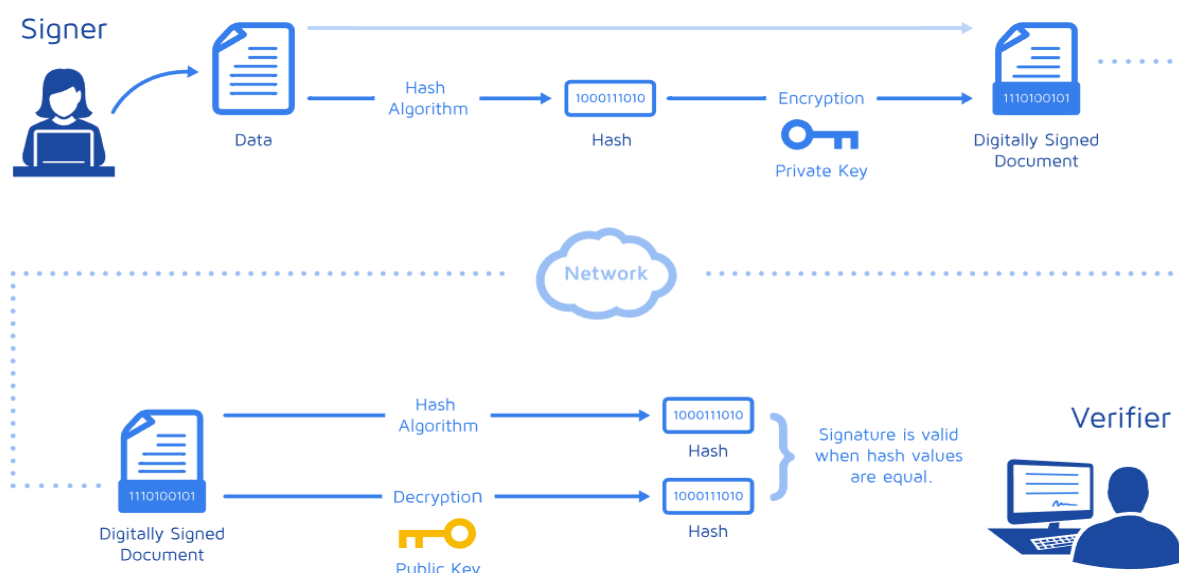 Signer
Hash
Algorithm
1000111010
Encryption
1110100101
Data
Hash
Private Key
Digitally Signed
Document
Network
Hash
Algorithm
1000111010
Hash
Signature is valid
when hash values
are equal.
Verifier
1110100101
Decryption
1000111010
Hash
Digitally Signed
Document
Public Key